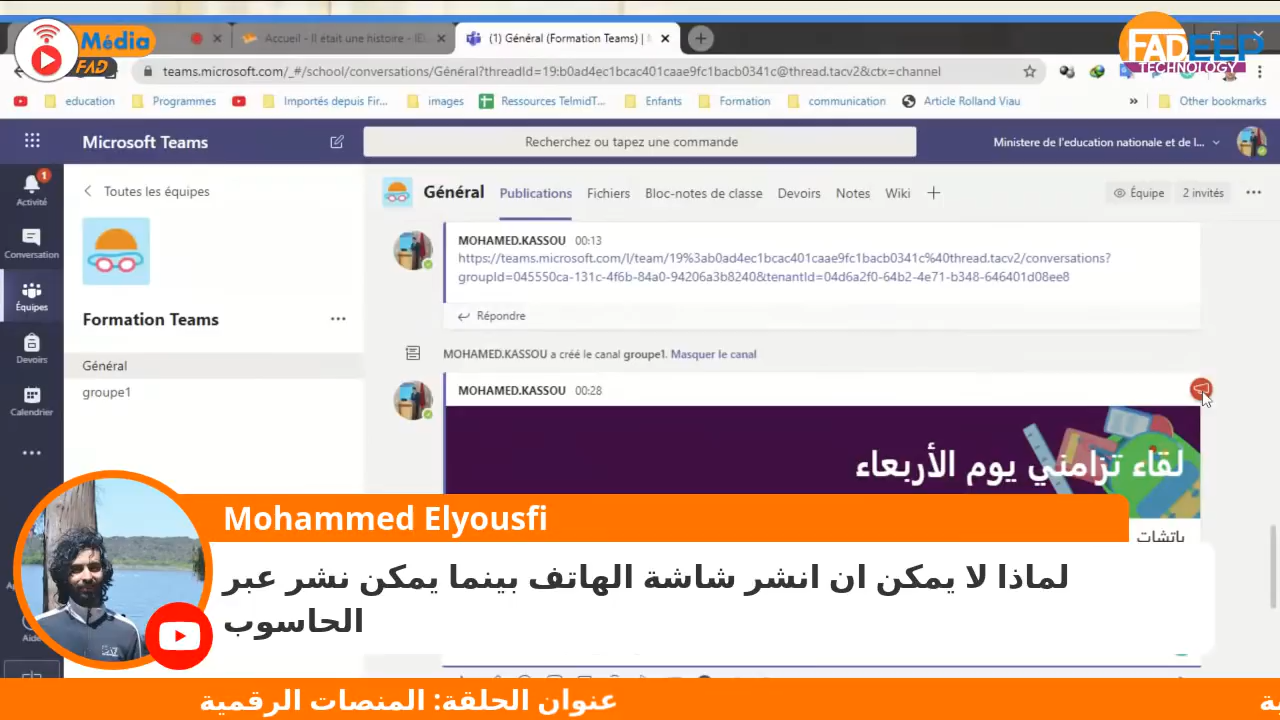 Média
FAD
Accueil - Il était une histoire - IEL
(1) Général (Formation Teams) |
FADEEP
TECHNOLOGY
teams.microsoft.com/_#/school/conversations/Général?threadId=19:b0ad4ec1bcac401caae9fc1bacb0341c@thread.tacv2&ctx=channel
education
Programmes
Importés depuis Fir...
images
Ressources TelmidT...
Enfants
Formation
communication
Article Rolland Viau
»
Other bookmarks
Microsoft Teams
Recherchez ou tapez une commande
Ministere de l'education nationale et de l...
1
Activité
Conversation
Équipes
Devoirs
Calendrier
Aide
Toutes les équipes
Formation Teams
Général
groupe1
Général
Publications
Fichiers
Bloc-notes de classe
Devoirs
Notes
Wiki
Équipe
2 invités
MOHAMED.KASSOU 00:13
https://teams.microsoft.com/l/team/19%3ab0ad4ec1bcac401caae9fc1bacb0341c%40thread.tacv2/conversations?
groupId=045550ca-131c-4f6b-84a0-94206a3b8240&tenantId=04d6a2f0-64b2-4e71-b348-646401d08ee8
Répondre
MOHAMED.KASSOU a créé le canal groupe1. Masquer le canal
MOHAMED.KASSOU 00:28
لقاء تزامني يوم الأربعاء
Mohammed Elyousfi
لماذا لا يمكن ان انشر شاشة الهاتف بينما يمكن نشر عبر
الحاسوب
عنوان الحلقة: المنصات الرقمية